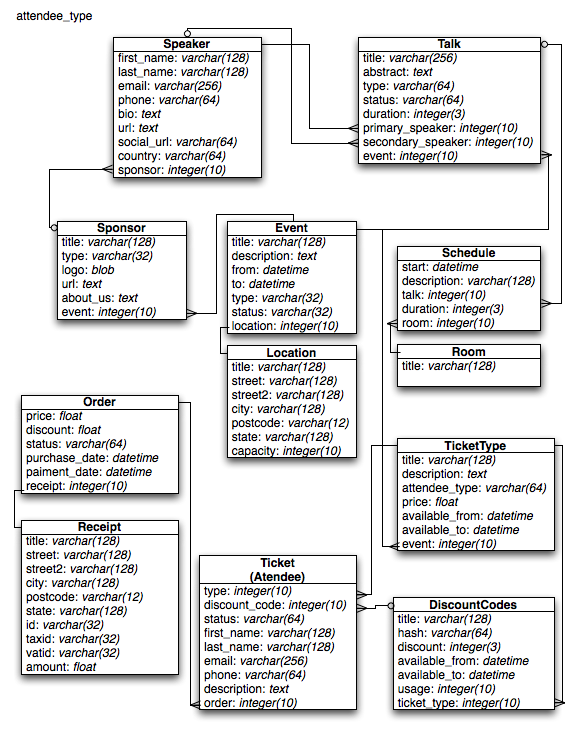 attendee_type
Speaker
first_name: varchar(128)
last_name: varchar(128)
email: varchar(256)
phone: varchar(64)
bio: text
url: text
social_url: varchar(64)
country: varchar(64)
sponsor: integer(10)
Talk
title: varchar(256)
abstract: text
type: varchar(64)
status: varchar(64)
duration: integer(3)
primary_speaker: integer(10)
secondary_speaker: integer(10)
event: integer(10)
Sponsor
title: varchar(128)
type: varchar(32)
logo: blob
url: text
about_us: text
event: integer(10)
Event
title: varchar(128)
description: text
from: datetime
to: datetime
type: varchar(32)
status: varchar(32)
location: integer(10)
Schedule
start: datetime
description: varchar(128)
talk: integer(10)
duration: integer(3)
room: integer(10)
Location
title: varchar(128)
street: varchar(128)
street2: varchar(128)
city: varchar(128)
postcode: varchar(12)
state: varchar(128)
capacity: integer(10)
Room
title: varchar(128)
Order
price: float
discount: float
status: varchar(64)
purchase_date: datetime
paiment_date: datetime
receipt: integer(10)
TicketType
title: varchar(128)
description: text
attendee_type: varchar(64)
price: float
available_from: datetime
available_to: datetime
event: integer(10)
Receipt
title: varchar(128)
street: varchar(128)
street2: varchar(128)
city: varchar(128)
postcode: varchar(12)
state: varchar(128)
id: varchar(32)
taxid: varchar(32)
vatid: varchar(32)
amount: float
Ticket
(Atendee)
type: integer(10)
discount_code: integer(10)
status: varchar(64)
first_name: varchar(128)
last_name: varchar(128)
email: varchar(256)
phone: varchar(64)
description: text
order: integer(10)
DiscountCodes
title: varchar(128)
hash: varchar(64)
discount: integer(3)
available_from: datetime
available_to: datetime
usage: integer(10)
ticket_type: integer(10)